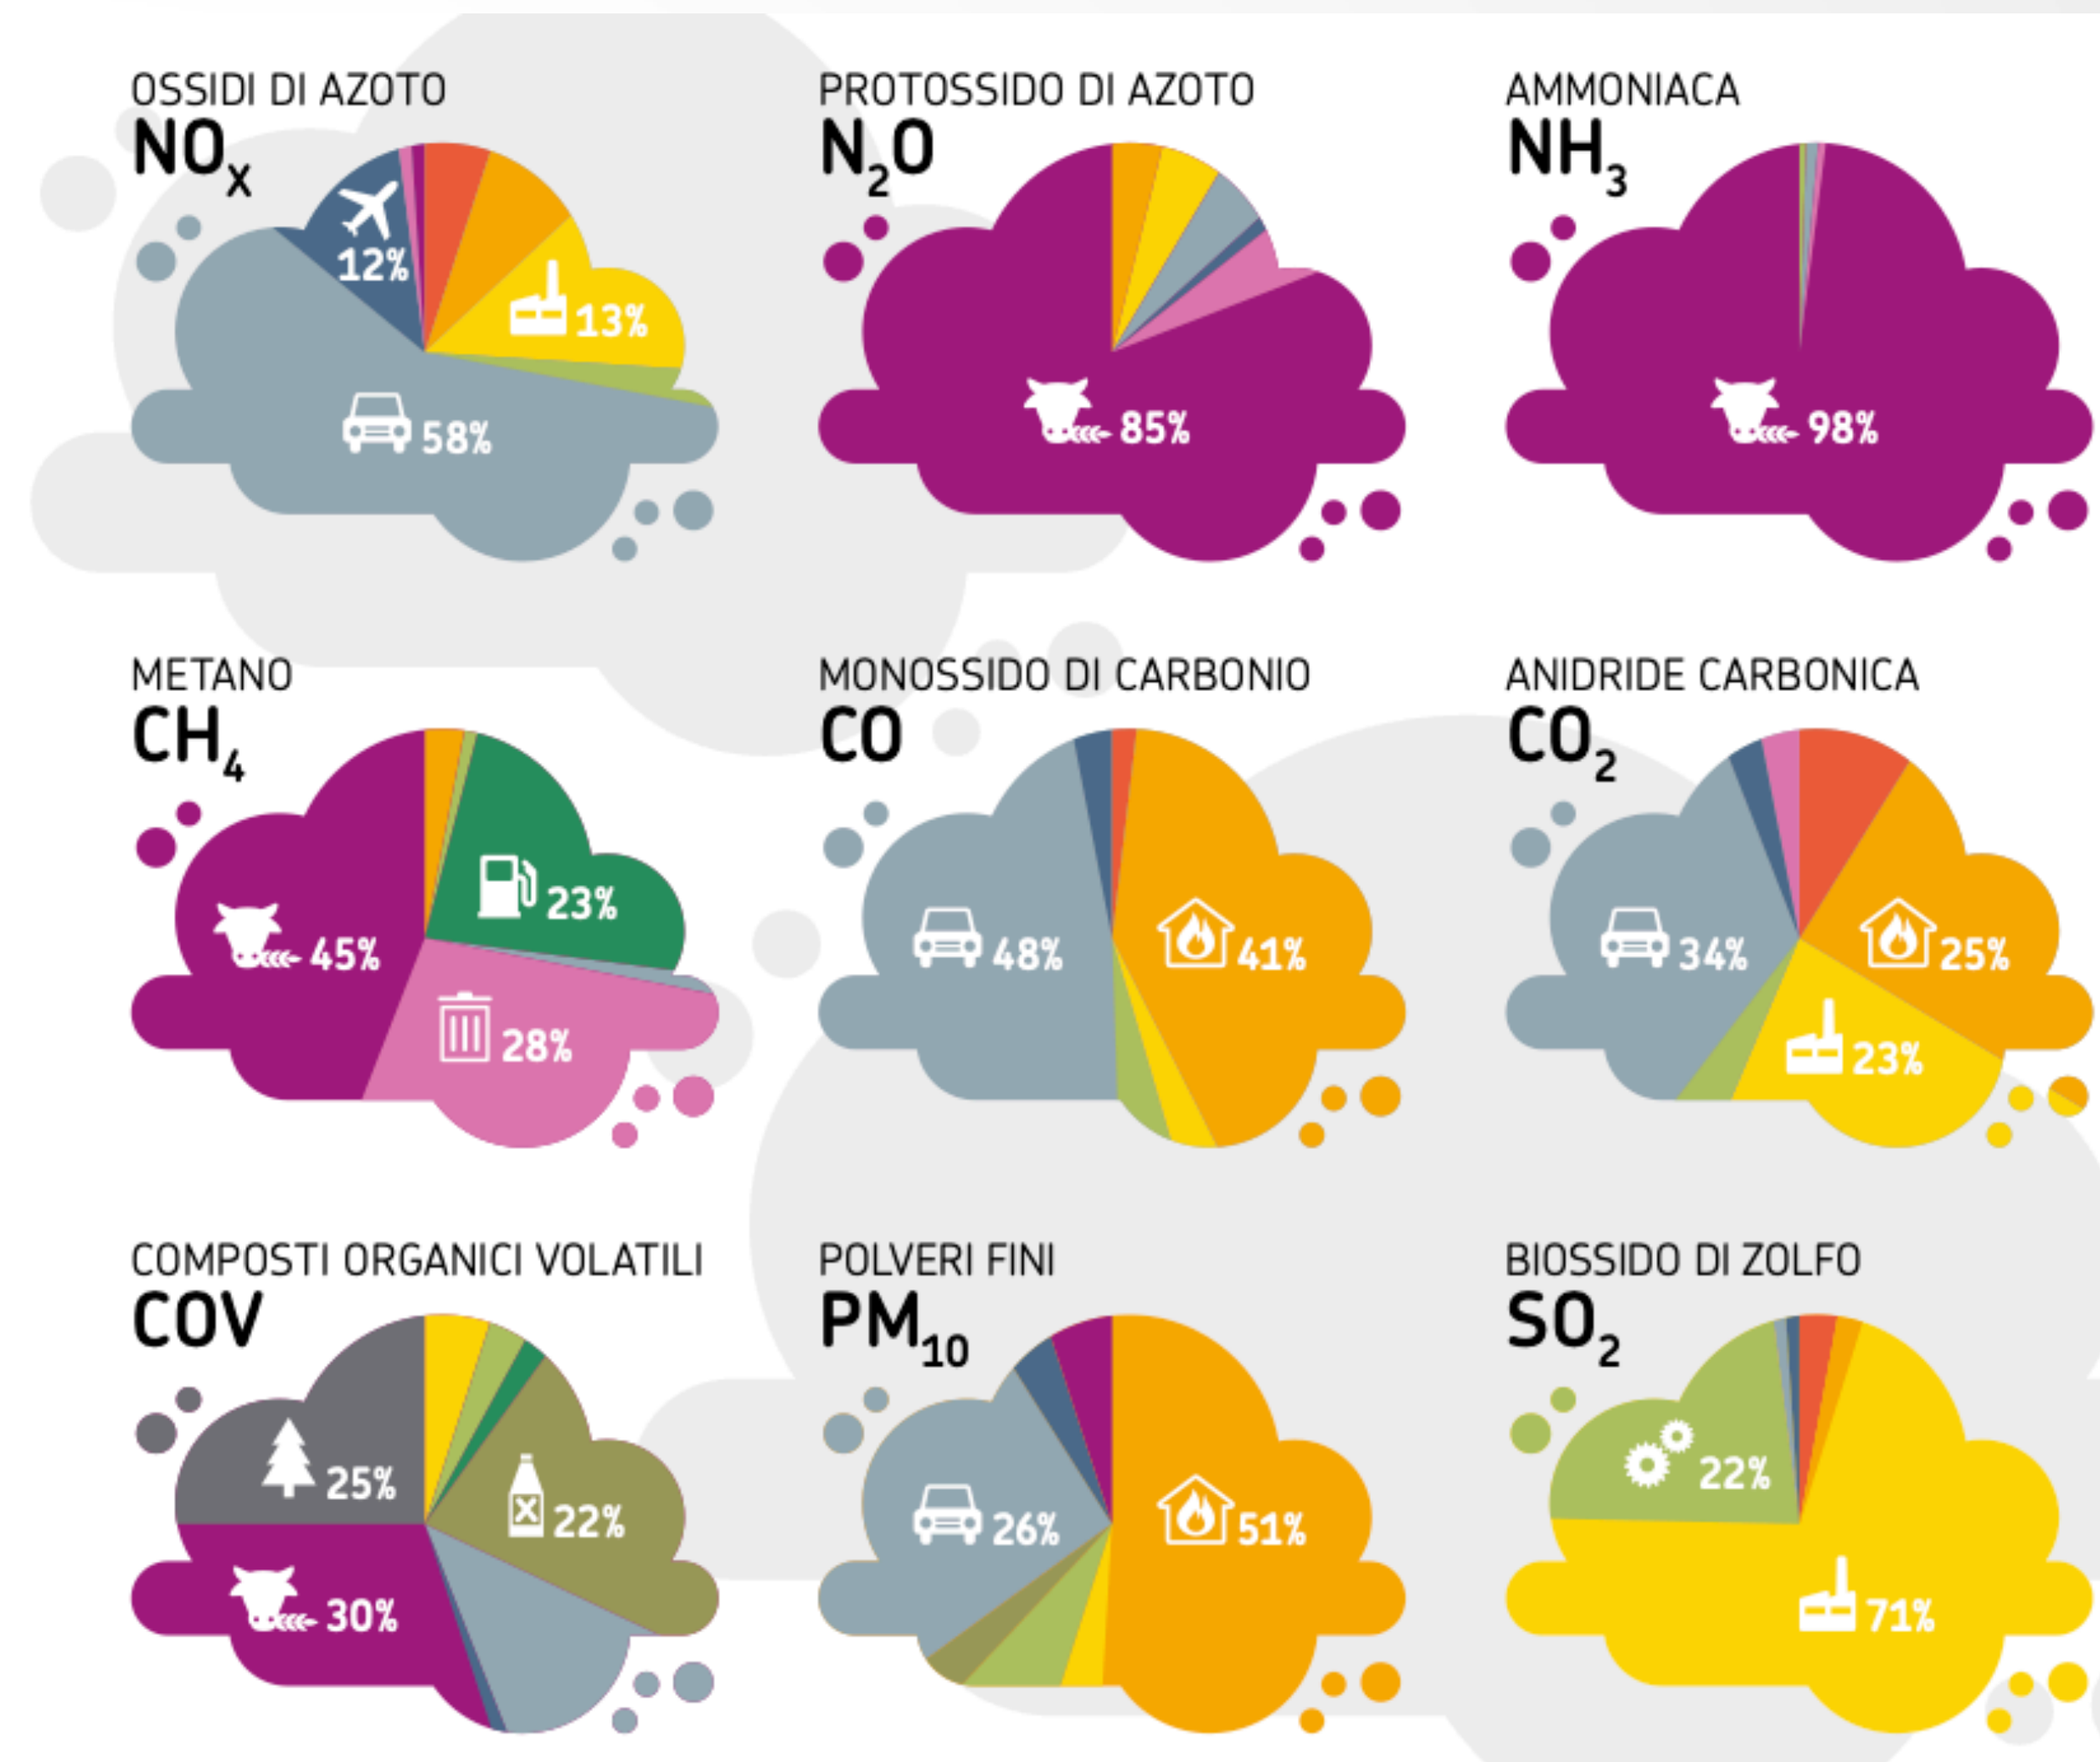 OSSIDI DI AZOTO
NOX
12%
13%
58%
PROTOSSIDO DI AZOTO
N2O
85%
AMMONIACA
NH3
98%
METANO
CH4
23%
45%
28%
MONOSSIDO DI CARBONIO
CO
48%
41%
ANIDRIDE CARBONICA
CO2
34%
25%
23%
COMPOSTI ORGANICI VOLATILI
COV
25%
22%
30%
POLVERI FINI
PM10
26%
51%
BIOSSIDO DI ZOLFO
SO2
22%
71%